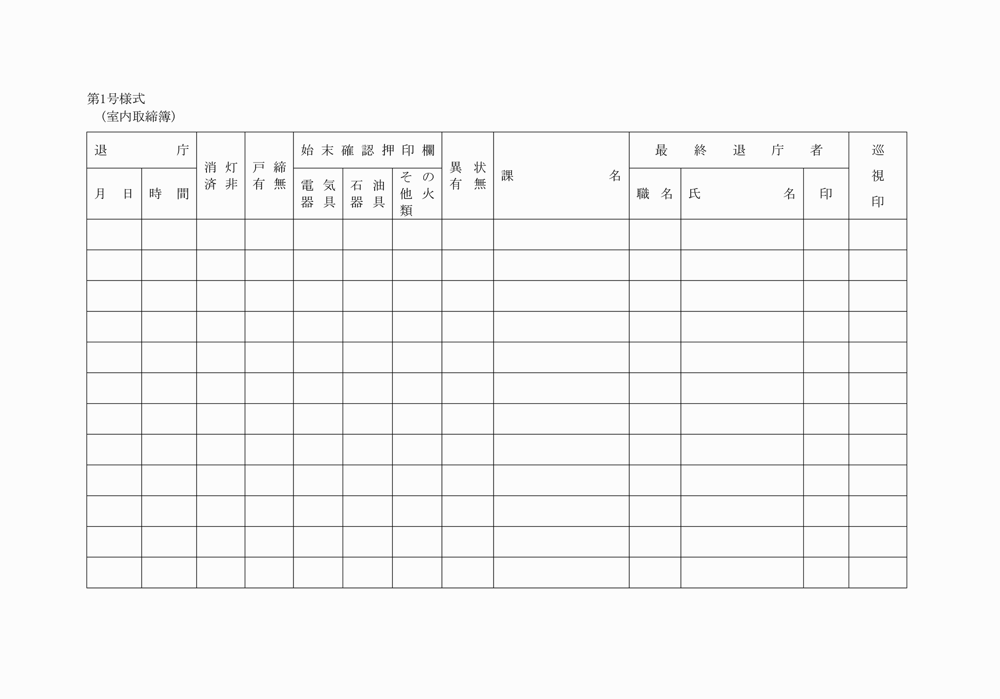 第1号様式
（室内取締簿）
退庁
消灯
済非
戸締
有無
始末確認押印欄
異状
有無
課名
最終退庁者
巡
視
印
月日
時間
電気
器具
石油
器具
その
他火
類
職名
氏名
印